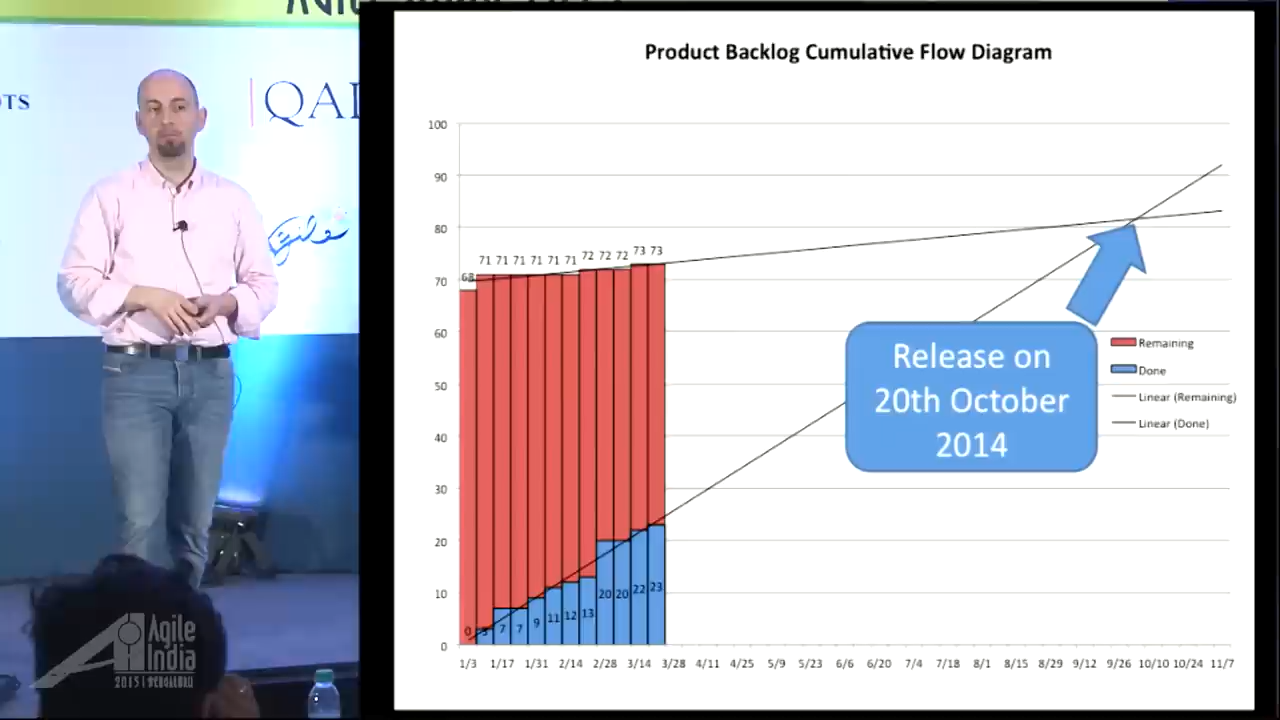 OTS
QAI
Agile
India
2015 | BENGALURU
Product Backlog Cumulative Flow Diagram
100
90
80
70
60
50
40
30
20
10
0
68 71 71 71 71 71 71 72 72 72 73 73
0 3 7 7 9 11 12 13 20 20 22 23
1/3 1/17 1/31 2/14 2/28 3/14 3/28 4/11 4/25 5/9 5/23 6/6 6/20 7/4 7/18 8/1 8/15 8/29 9/12 9/26 10/10 10/24 11/7
Release on
20th October
2014
Remaining
Done
Linear (Remaining)
Linear (Done)